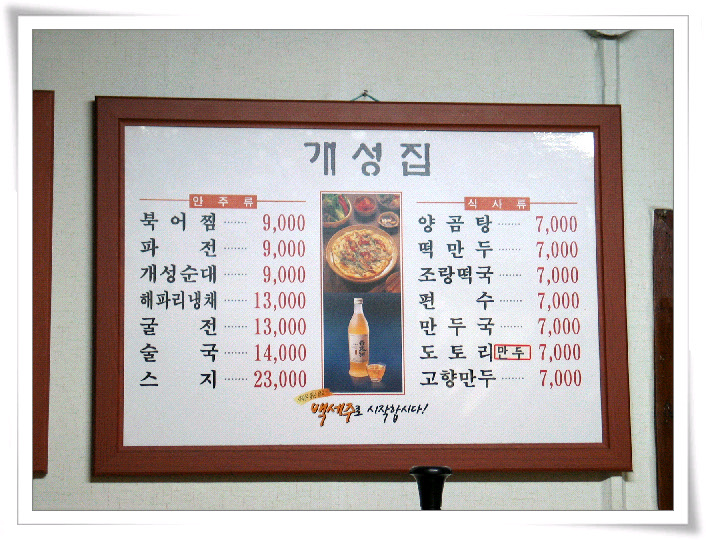 개성집
안주류
북어찜 ······ 9,000
파전 ······ 9,000
개성순대 ······ 9,000
해파리냉채 ······ 13,000
굴전 ······ 13,000
술국 ······ 14,000
스지 ······ 23,000
식사류
양곰탕 ······ 7,000
떡만두 ······ 7,000
조랑떡국 ······ 7,000
편수 ······ 7,000
만두국 ······ 7,000
도토리만두 7,000
고향만두 ······ 7,000
백세주로 시작합시다!